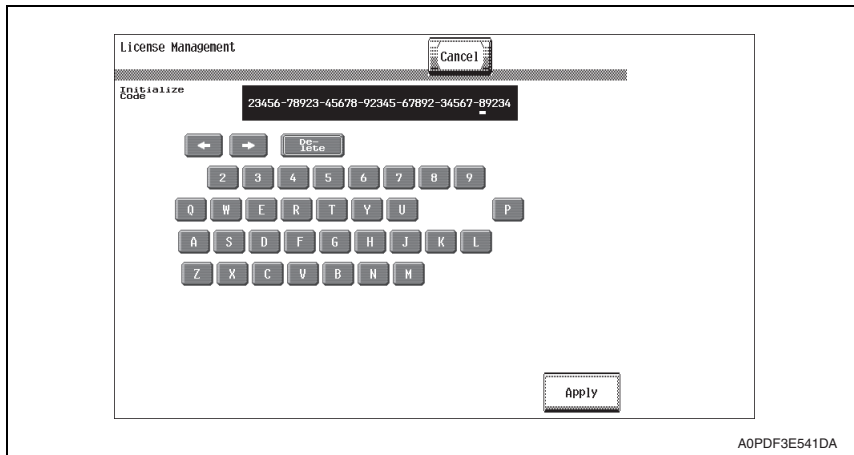 License Management
Cancel
Initialize
Code
23456-78923-45678-92345-67892-34567-89234
← → De-
lete
2 3 4 5 6 7 8 9
Q W E R T Y U P
A S D F G H J K L
Z X C V B N M
Apply
A0PDF3E541DA